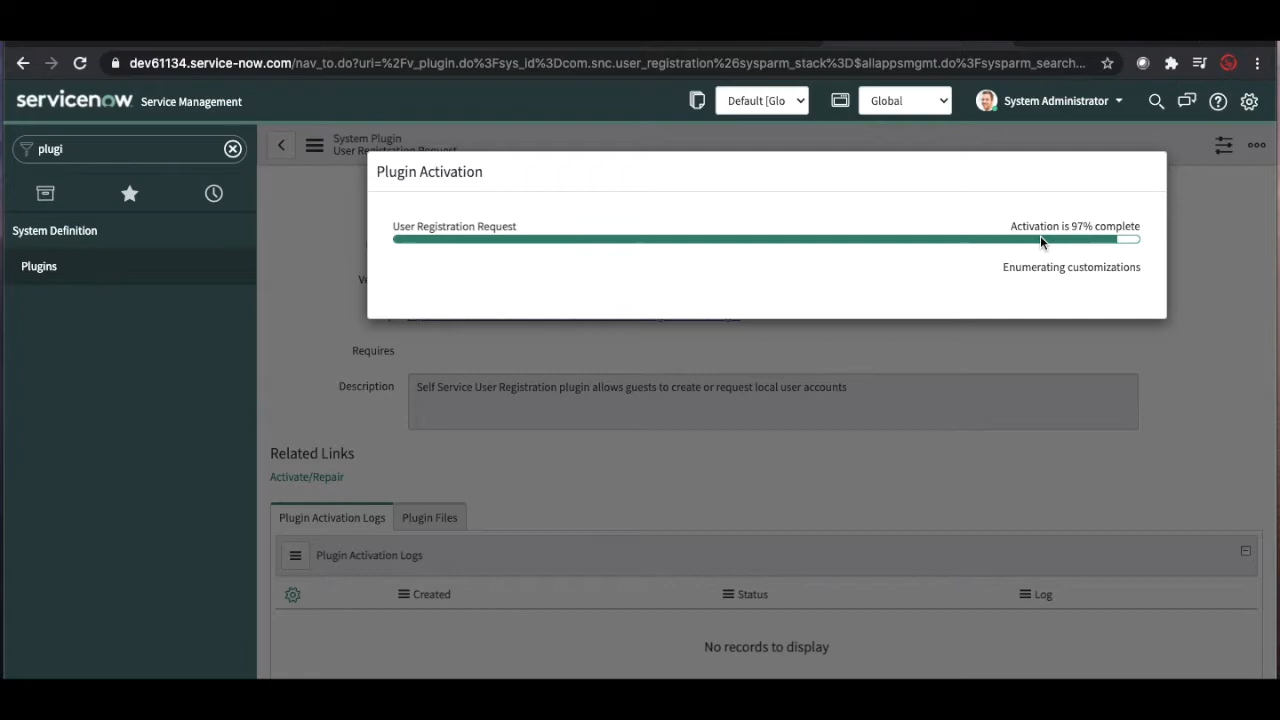 dev61134.service-now.com/nav_to.do?uri=%2Fv_plugin.do%3Fsys_id%3Dcom.snc.user_registration%26sysparm_stack%3D$allappsmgmt.do%3Fsysparm_search...
servicenow Service Management
Default [Glo
Global
System Administrator
plugi
System Definition
Plugins
System Plugin
User Registration Request
Plugin Activation
User Registration Request
Activation is 97% complete
Enumerating customizations
Requires
Description
Self Service User Registration plugin allows guests to create or request local user accounts
Related Links
Activate/Repair
Plugin Activation Logs
Plugin Files
Plugin Activation Logs
Created
Status
Log
No records to display